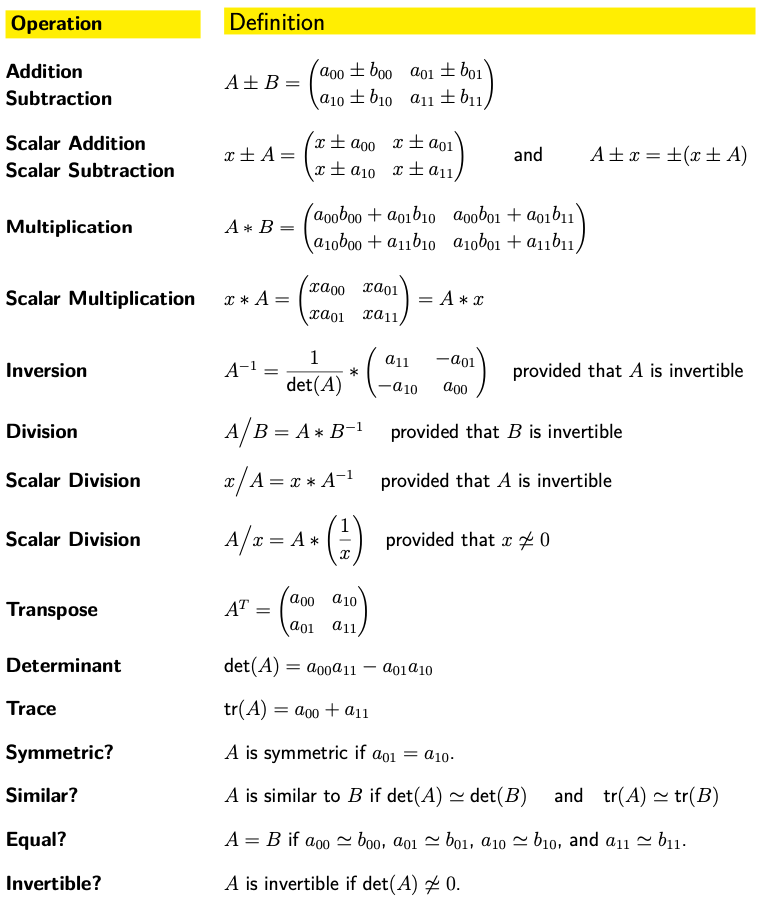 Operation Definition
Addition
Subtraction
A ± B = (a₀₀ ± b₀₀ a₀₁ ± b₀₁
a₁₀ ± b₁₀ a₁₁ ± b₁₁)
Scalar Addition
Scalar Subtraction
x ± A = (x ± a₀₀ x ± a₀₁
x ± a₁₀ x ± a₁₁) and A ± x = ±(x ± A)
Multiplication
A ∗ B = (a₀₀b₀₀ + a₀₁b₁₀ a₀₀b₀₁ + a₀₁b₁₁
a₁₀b₀₀ + a₁₁b₁₀ a₁₀b₀₁ + a₁₁b₁₁)
Scalar Multiplication
x ∗ A = (xa₀₀ xa₀₁
xa₀₁ xa₁₁) = A ∗ x
Inversion
A⁻¹ = 1/det(A) ∗ (a₁₁ −a₀₁
−a₁₀ a₀₀) provided that A is invertible
Division A/B = A ∗ B⁻¹ provided that B is invertible
Scalar Division x/A = x ∗ A⁻¹ provided that A is invertible
Scalar Division A/x = A ∗ (1/x) provided that x ≄ 0
Transpose
Aᵀ = (a₀₀ a₁₀
a₀₁ a₁₁)
Determinant det(A) = a₀₀a₁₁ − a₀₁a₁₀
Trace tr(A) = a₀₀ + a₁₁
Symmetric? A is symmetric if a₀₁ = a₁₀.
Similar? A is similar to B if det(A) ≃ det(B) and tr(A) ≃ tr(B)
Equal? A = B if a₀₀ ≃ b₀₀, a₀₁ ≃ b₀₁, a₁₀ ≃ b₁₀, and a₁₁ ≃ b₁₁.
Invertible? A is invertible if det(A) ≄ 0.